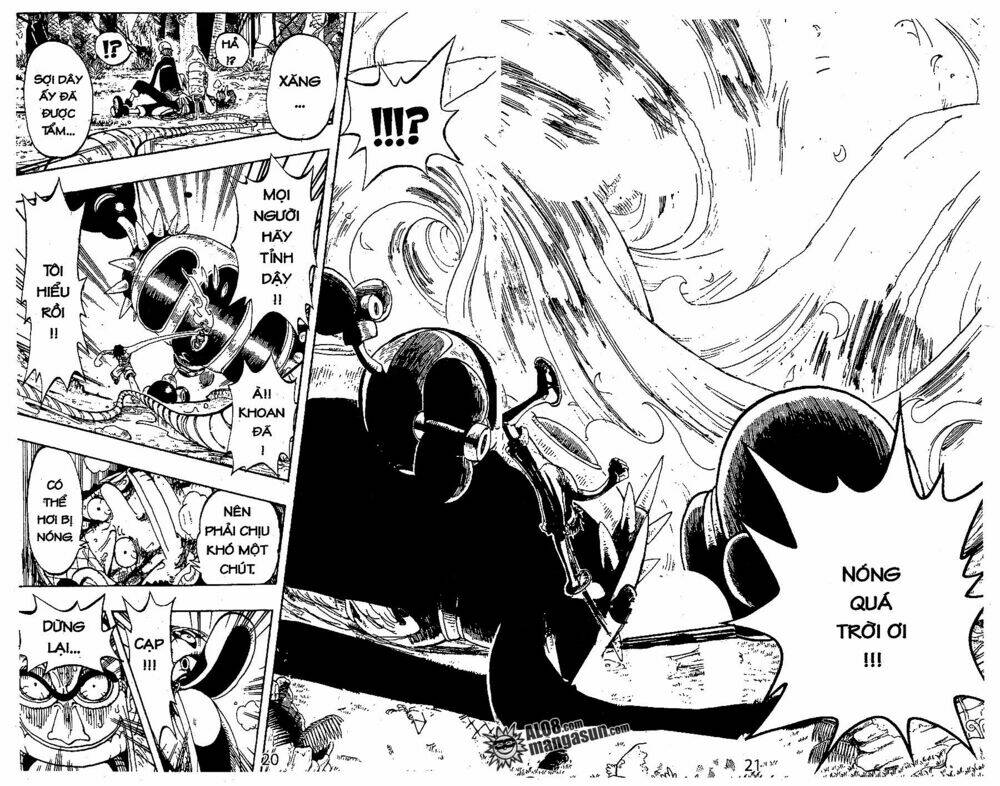 SỢI DÂY
ẤY ĐÃ
ĐƯỢC
TẨM...
!?
HẢ
!?
XĂNG
...
TÔI
HIỂU
RỒI
!!
MỌI
NGƯỜI
HÃY
TỈNH
DẬY
!!
Ả!!
KHOAN
ĐÃ
!
CÓ
THỂ
HƠI BỊ
NÓNG.
NÊN
PHẢI CHỊU
KHÓ MỘT
CHÚT.
DỪNG
LẠI...
CẠP
!!!
20
!!!?
NÓNG
QUÁ
TRỜI ƠI
!!!
ALO8.com
mangasun.com
21